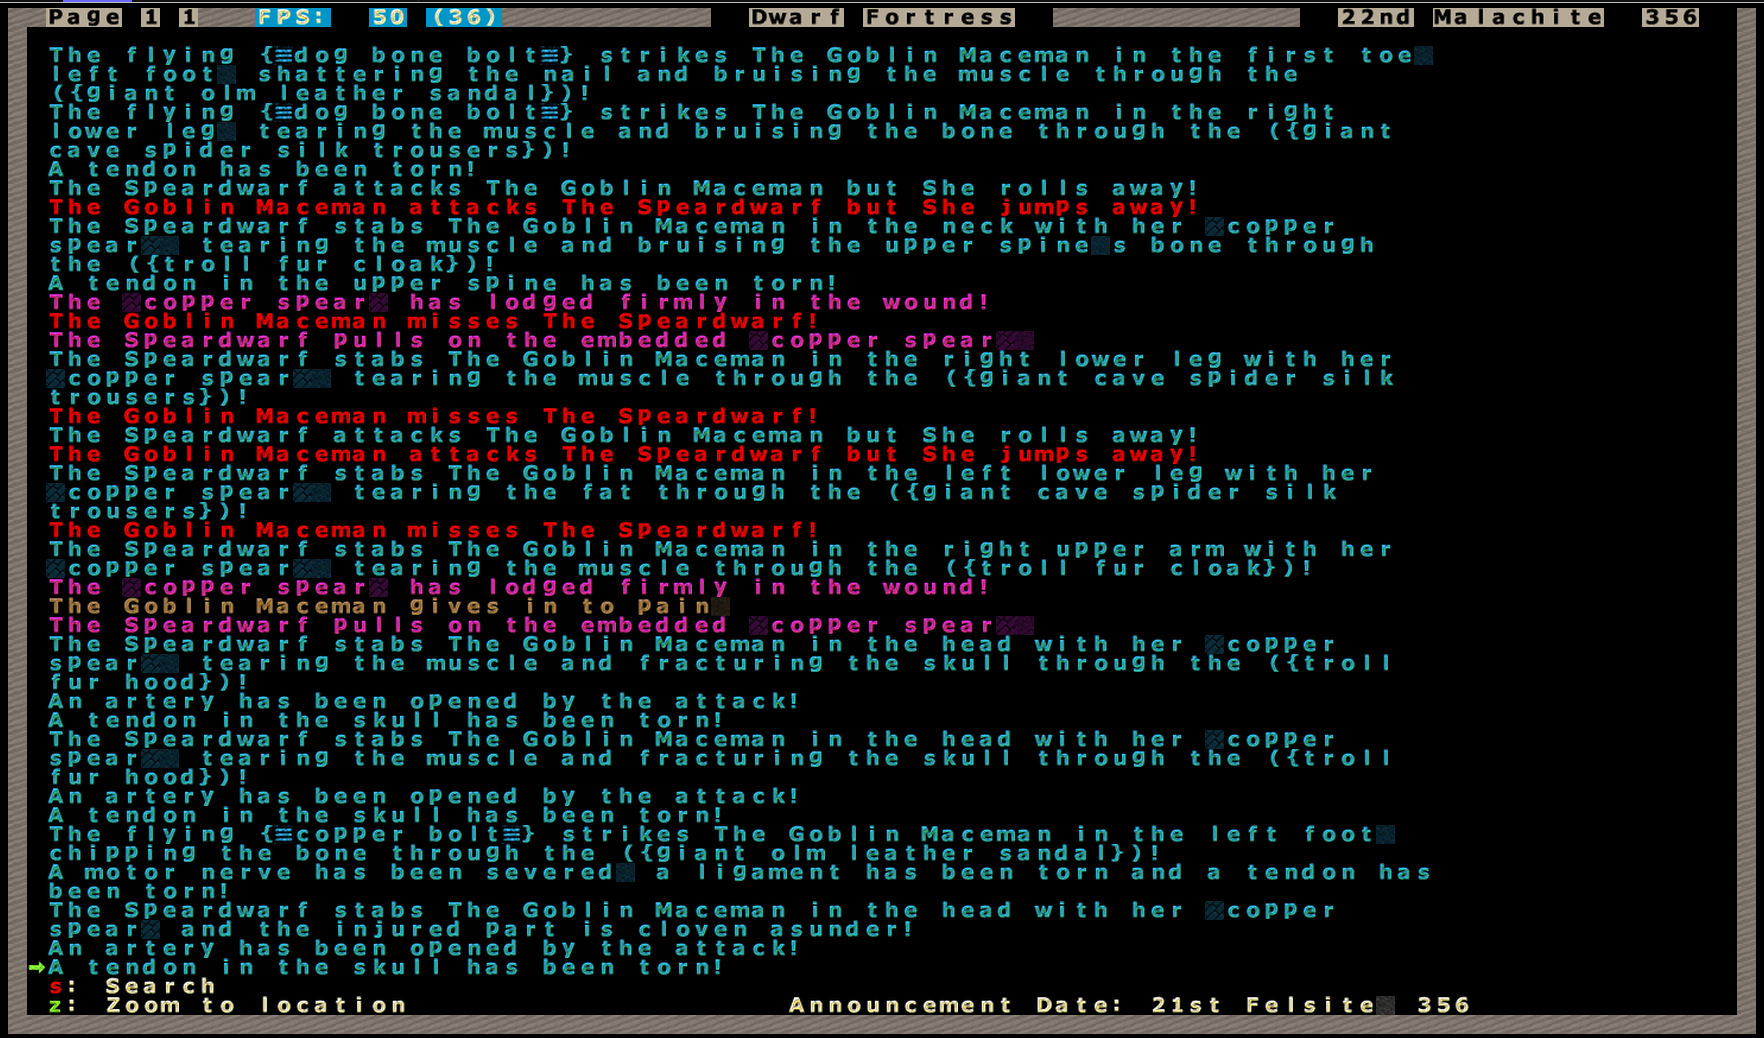 Page 1 1 FPS: 50 (36) Dwarf Fortress 22nd Malachite 356
The flying {≡dog bone bolt≡} strikes The Goblin Maceman in the first toe
left foot shattering the nail and bruising the muscle through the
({giant olm leather sandal})!
The flying {≡dog bone bolt≡} strikes The Goblin Maceman in the right
lower leg tearing the muscle and bruising the bone through the ({giant
cave spider silk trousers})!
A tendon has been torn!
The Speardwarf attacks The Goblin Maceman but She rolls away!
The Goblin Maceman attacks The Speardwarf but She jumps away!
The Speardwarf stabs The Goblin Maceman in the neck with her copper
spear tearing the muscle and bruising the upper spine s bone through
the ({troll fur cloak})!
A tendon in the upper spine has been torn!
The copper spear has lodged firmly in the wound!
The Goblin Maceman misses The Speardwarf!
The Speardwarf pulls on the embedded copper spear
The Speardwarf stabs The Goblin Maceman in the right lower leg with her
copper spear tearing the muscle through the ({giant cave spider silk
trousers})!
The Goblin Maceman misses The Speardwarf!
The Speardwarf attacks The Goblin Maceman but She rolls away!
The Goblin Maceman attacks The Speardwarf but She jumps away!
The Speardwarf stabs The Goblin Maceman in the left lower leg with her
copper spear tearing the fat through the ({giant cave spider silk
trousers})!
The Goblin Maceman misses The Speardwarf!
The Speardwarf stabs The Goblin Maceman in the right upper arm with her
copper spear tearing the muscle through the ({troll fur cloak})!
The copper spear has lodged firmly in the wound!
The Goblin Maceman gives in to pain
The Speardwarf pulls on the embedded copper spear
The Speardwarf stabs The Goblin Maceman in the head with her copper
spear tearing the muscle and fracturing the skull through the ({troll
fur hood})!
An artery has been opened by the attack!
A tendon in the skull has been torn!
The Speardwarf stabs The Goblin Maceman in the head with her copper
spear tearing the muscle and fracturing the skull through the ({troll
fur hood})!
An artery has been opened by the attack!
A tendon in the skull has been torn!
The flying {≡copper bolt≡} strikes The Goblin Maceman in the left foot
chipping the bone through the ({giant olm leather sandal})!
A motor nerve has been severed a ligament has been torn and a tendon has
been torn!
The Speardwarf stabs The Goblin Maceman in the head with her copper
spear and the injured part is cloven asunder!
An artery has been opened by the attack!
→A tendon in the skull has been torn!
s: Search
z: Zoom to location Announcement Date: 21st Felsite 356